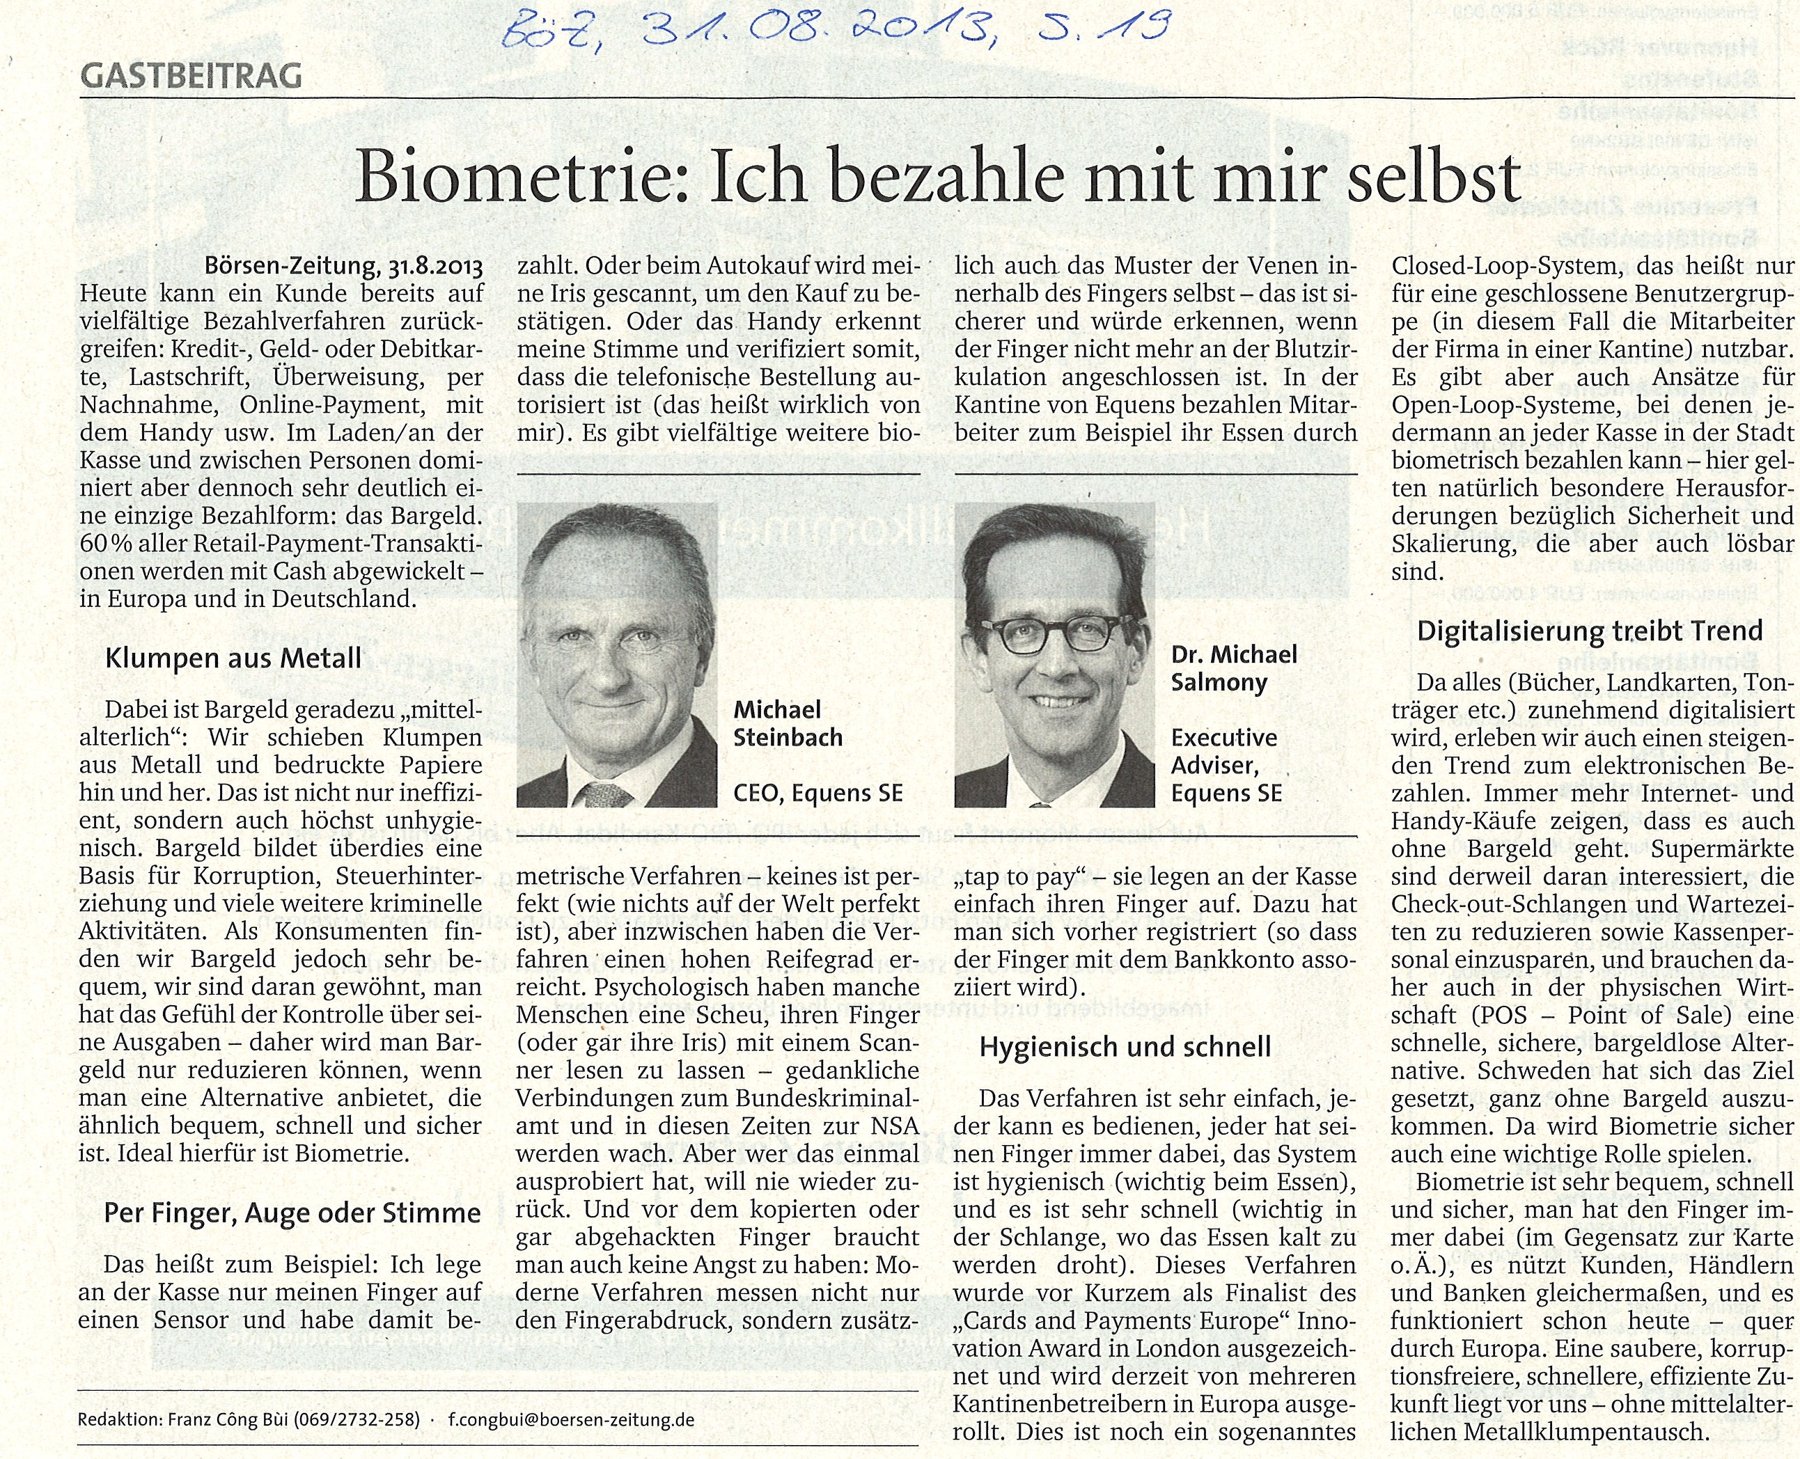 BöZ, 31.08.2013, S. 19
GASTBEITRAG
Biometrie: Ich bezahle mit mir selbst
Börsen-Zeitung, 31.8.2013
Heute kann ein Kunde bereits auf
vielfältige Bezahlverfahren zurück-
greifen: Kredit-, Geld- oder Debitkar-
te, Lastschrift, Überweisung, per
Nachnahme, Online-Payment, mit
dem Handy usw. Im Laden/an der
Kasse und zwischen Personen domi-
niert aber dennoch sehr deutlich ei-
ne einzige Bezahlform: das Bargeld.
60 % aller Retail-Payment-Transakti-
onen werden mit Cash abgewickelt –
in Europa und in Deutschland.
Klumpen aus Metall
Dabei ist Bargeld geradezu „mittel-
alterlich“: Wir schieben Klumpen
aus Metall und bedruckte Papiere
hin und her. Das ist nicht nur ineffizi-
ent, sondern auch höchst unhygie-
nisch. Bargeld bildet überdies eine
Basis für Korruption, Steuerhinter-
ziehung und viele weitere kriminelle
Aktivitäten. Als Konsumenten fin-
den wir Bargeld jedoch sehr be-
quem, wir sind daran gewöhnt, man
hat das Gefühl der Kontrolle über sei-
ne Ausgaben – daher wird man Bar-
geld nur reduzieren können, wenn
man eine Alternative anbietet, die
ähnlich bequem, schnell und sicher
ist. Ideal hierfür ist Biometrie.
Per Finger, Auge oder Stimme
Das heißt zum Beispiel: Ich lege
an der Kasse nur meinen Finger auf
einen Sensor und habe damit be-
zahlt. Oder beim Autokauf wird mei-
ne Iris gescannt, um den Kauf zu be-
stätigen. Oder das Handy erkennt
meine Stimme und verifiziert somit,
dass die telefonische Bestellung au-
torisiert ist (das heißt wirklich von
mir). Es gibt vielfältige weitere bio-
Michael
Steinbach
CEO, Equens SE
metrische Verfahren – keines ist per-
fekt (wie nichts auf der Welt perfekt
ist), aber inzwischen haben die Ver-
fahren einen hohen Reifegrad er-
reicht. Psychologisch haben manche
Menschen eine Scheu, ihren Finger
(oder gar ihre Iris) mit einem Scan-
ner lesen zu lassen – gedankliche
Verbindungen zum Bundeskriminal-
amt und in diesen Zeiten zur NSA
werden wach. Aber wer das einmal
ausprobiert hat, will nie wieder zu-
rück. Und vor dem kopierten oder
gar abgehackten Finger braucht
man auch keine Angst zu haben: Mo-
derne Verfahren messen nicht nur
den Fingerabdruck, sondern zusätz-
lich auch das Muster der Venen in-
nerhalb des Fingers selbst – das ist si-
cherer und würde erkennen, wenn
der Finger nicht mehr an der Blutzir-
kulation angeschlossen ist. In der
Kantine von Equens bezahlen Mitar-
beiter zum Beispiel ihr Essen durch
Dr. Michael
Salmony
Executive
Adviser,
Equens SE
„tap to pay“ – sie legen an der Kasse
einfach ihren Finger auf. Dazu hat
man sich vorher registriert (so dass
der Finger mit dem Bankkonto asso-
ziiert wird).
Hygienisch und schnell
Das Verfahren ist sehr einfach, je-
der kann es bedienen, jeder hat sei-
nen Finger immer dabei, das System
ist hygienisch (wichtig beim Essen),
und es ist sehr schnell (wichtig in
der Schlange, wo das Essen kalt zu
werden droht). Dieses Verfahren
wurde vor Kurzem als Finalist des
„Cards and Payments Europe“ Inno-
vation Award in London ausgezeich-
net und wird derzeit von mehreren
Kantinenbetreibern in Europa ausge-
rollt. Dies ist noch ein sogenanntes
Closed-Loop-System, das heißt nur
für eine geschlossene Benutzergrup-
pe (in diesem Fall die Mitarbeiter
der Firma in einer Kantine) nutzbar.
Es gibt aber auch Ansätze für
Open-Loop-Systeme, bei denen je-
dermann an jeder Kasse in der Stadt
biometrisch bezahlen kann – hier gel-
ten natürlich besondere Herausfor-
derungen bezüglich Sicherheit und
Skalierung, die aber auch lösbar
sind.
Digitalisierung treibt Trend
Da alles (Bücher, Landkarten, Ton-
träger etc.) zunehmend digitalisiert
wird, erleben wir auch einen steigen-
den Trend zum elektronischen Be-
zahlen. Immer mehr Internet- und
Handy-Käufe zeigen, dass es auch
ohne Bargeld geht. Supermärkte
sind derweil daran interessiert, die
Check-out-Schlangen und Wartezei-
ten zu reduzieren sowie Kassenper-
sonal einzusparen, und brauchen da-
her auch in der physischen Wirt-
schaft (POS – Point of Sale) eine
schnelle, sichere, bargeldlose Alter-
native. Schweden hat sich das Ziel
gesetzt, ganz ohne Bargeld auszu-
kommen. Da wird Biometrie sicher
auch eine wichtige Rolle spielen.
Biometrie ist sehr bequem, schnell
und sicher, man hat den Finger im-
mer dabei (im Gegensatz zur Karte
o. Ä.), es nützt Kunden, Händlern
und Banken gleichermaßen, und es
funktioniert schon heute – quer
durch Europa. Eine saubere, korrup-
tionsfreiere, schnellere, effiziente Zu-
kunft liegt vor uns – ohne mittelalter-
lichen Metallklumpentausch.
Redaktion: Franz Công Bùi (069/2732-258) · f.congbui@boersen-zeitung.de